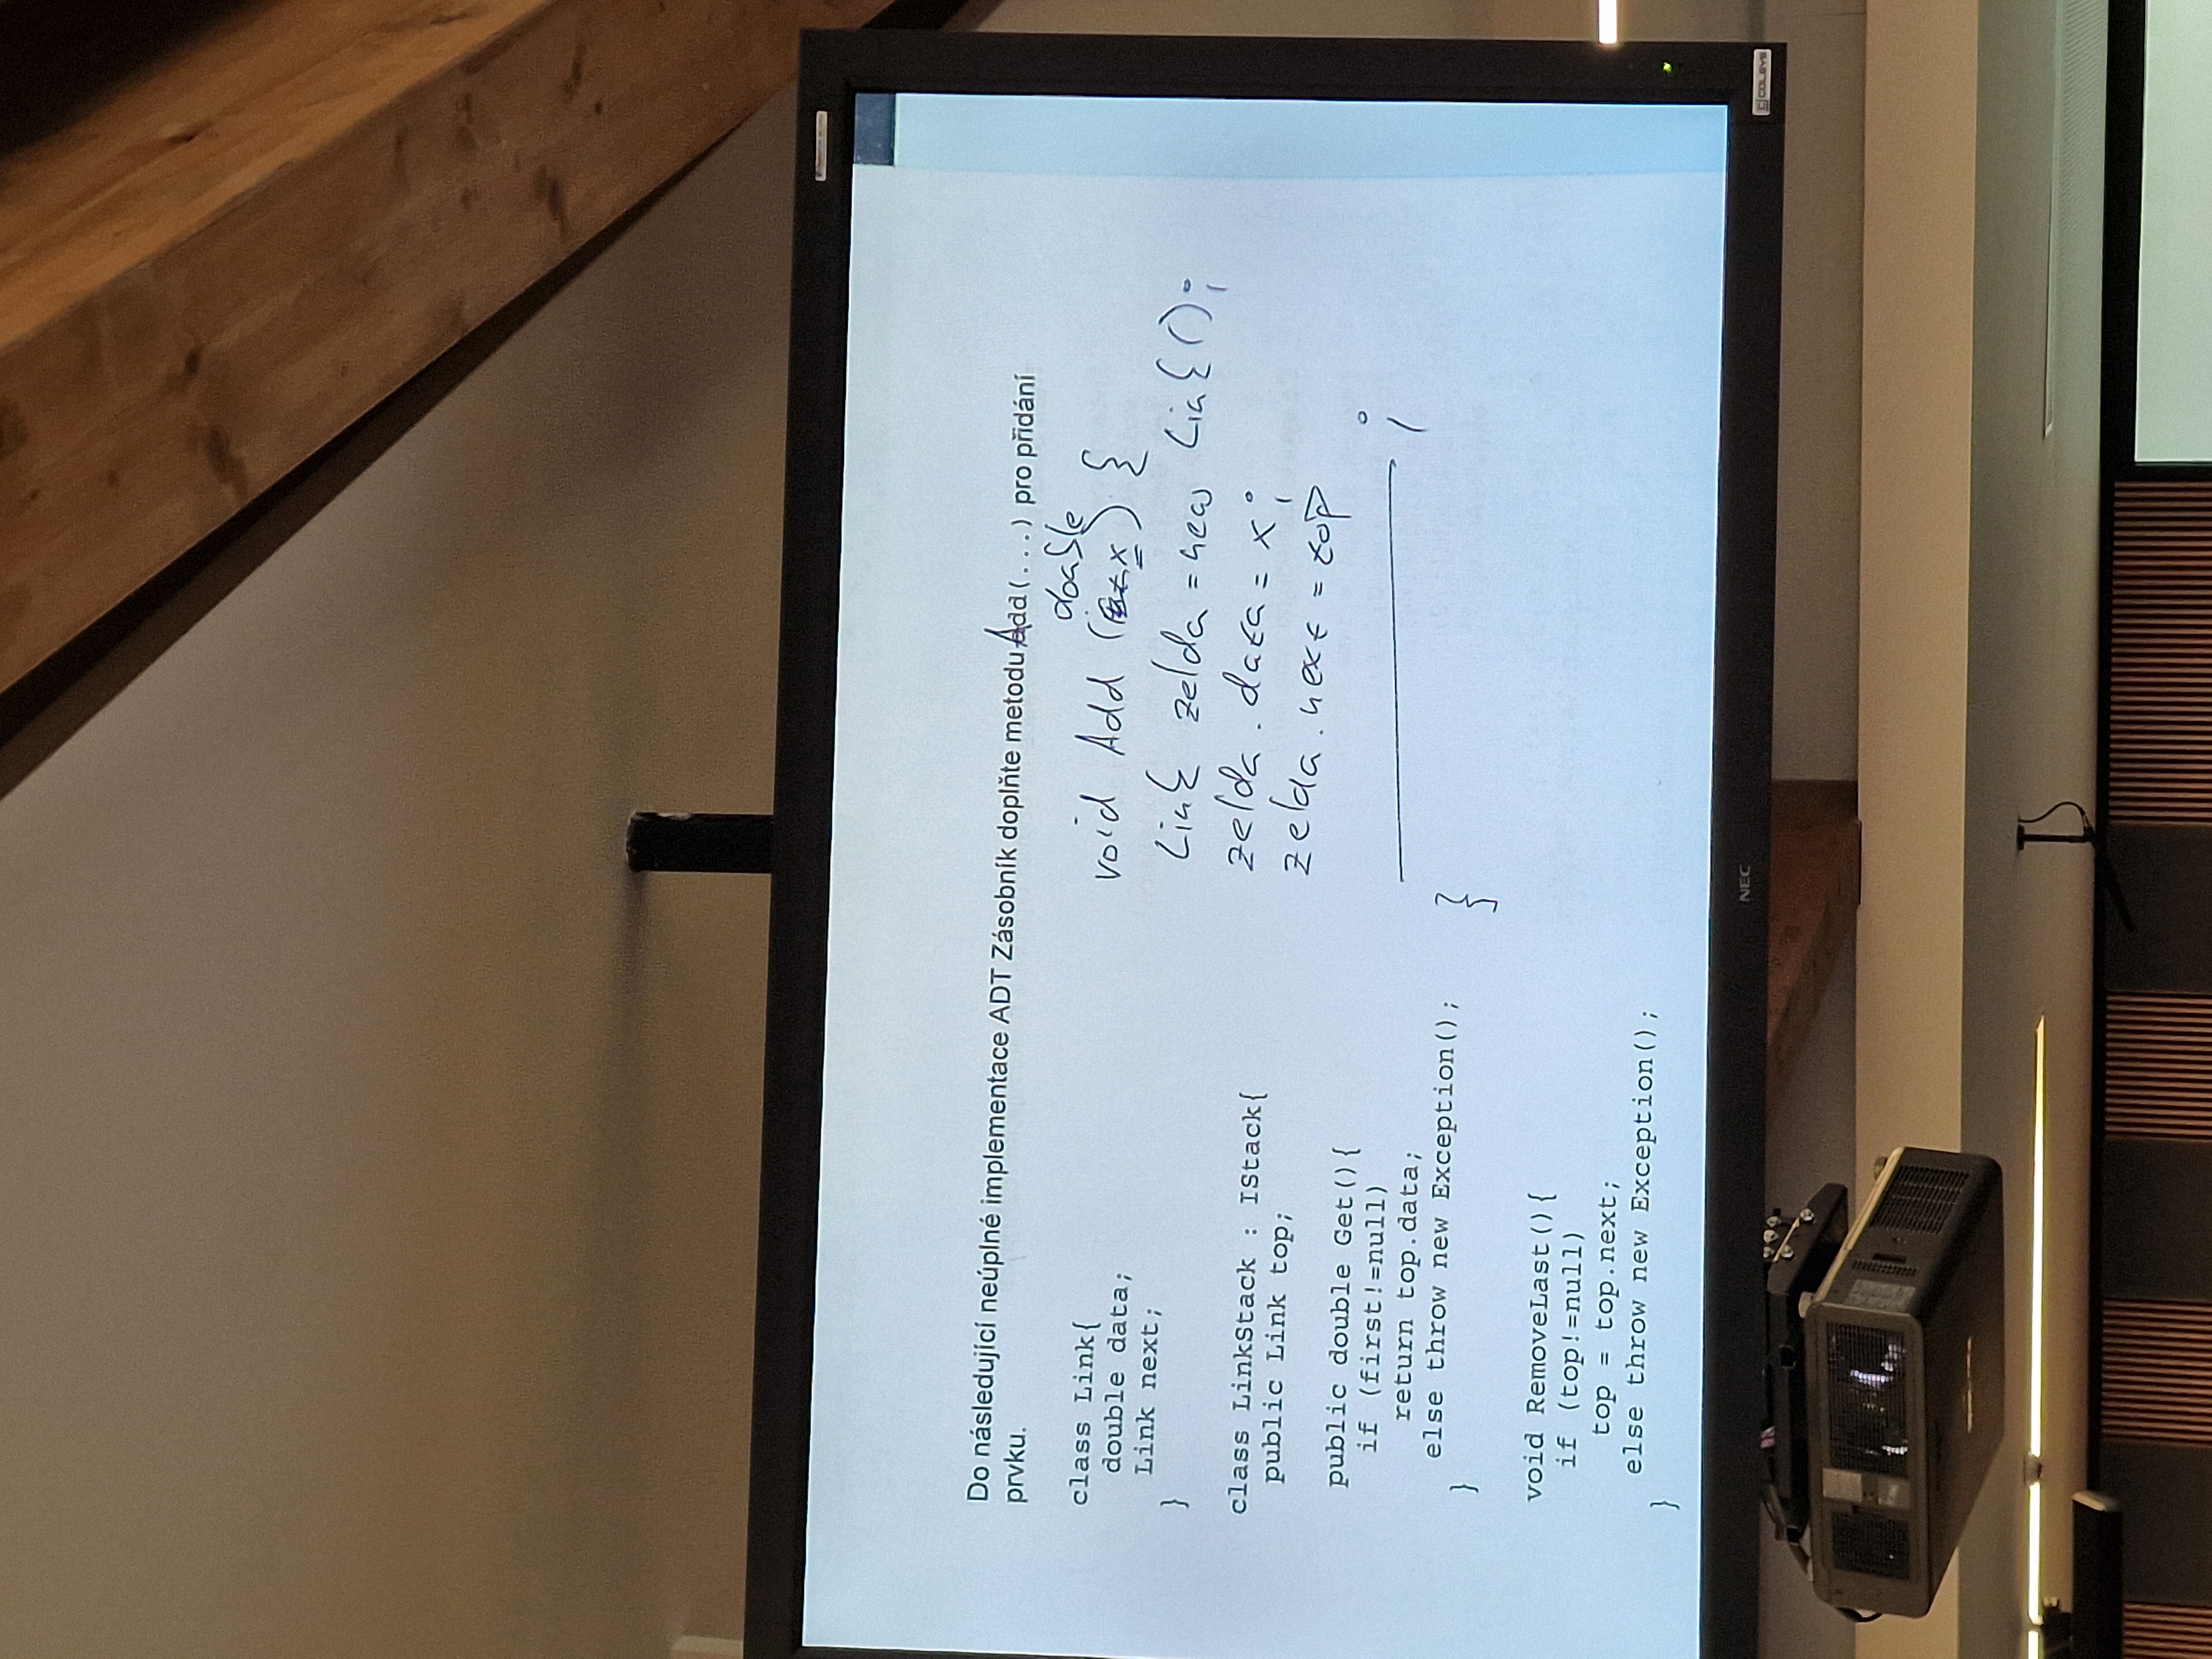 Do následující neúplné implementace ADT Zásobník doplňte metodu Add(...) pro přidání
prvku.
class Link{
double data;
Link next;
}
class LinkStack : IStack{
public Link top;
public double Get(){
if (first!=null)
return top.data;
else throw new Exception();
}
void RemoveLast(){
if (top!=null)
top = top.next;
else throw new Exception();
}
double
void Add (x) {
Link zelda = new Link();
zelda.data = x;
zelda.next = top
;
}
NEC